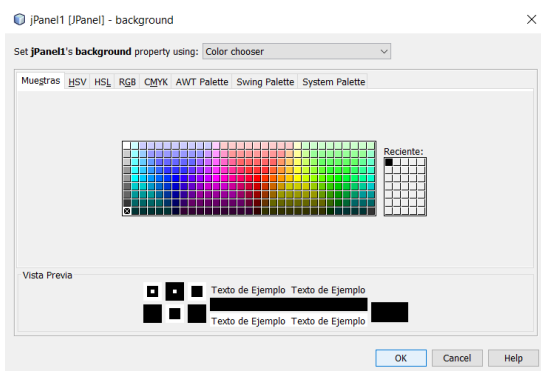 jPanel1 [JPanel] - background
Set jPanel1's background property using: Color chooser
Muestras HSV HSL RGB CMYK AWT Palette Swing Palette System Palette
Reciente:
Vista Previa
Texto de Ejemplo Texto de Ejemplo
Texto de Ejemplo Texto de Ejemplo
OK Cancel Help